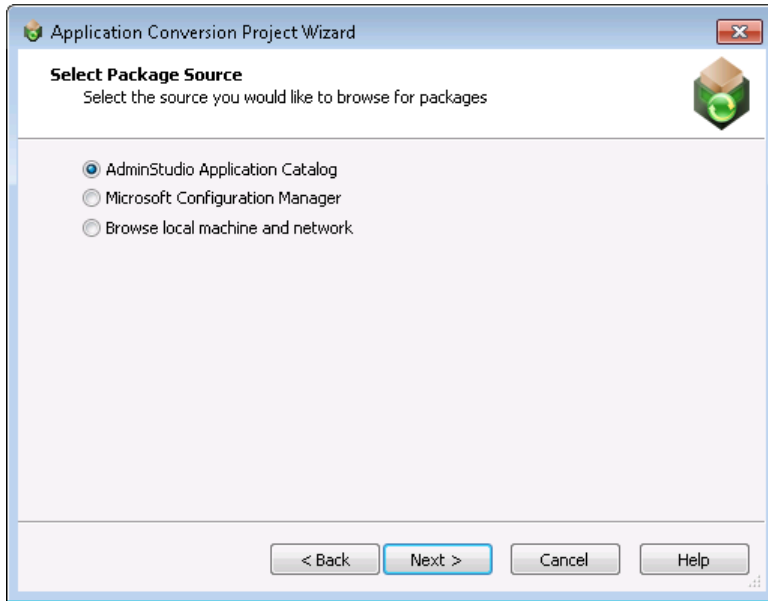 Application Conversion Project Wizard
Select Package Source
Select the source you would like to browse for packages
AdminStudio Application Catalog
Microsoft Configuration Manager
Browse local machine and network
< Back Next > Cancel Help